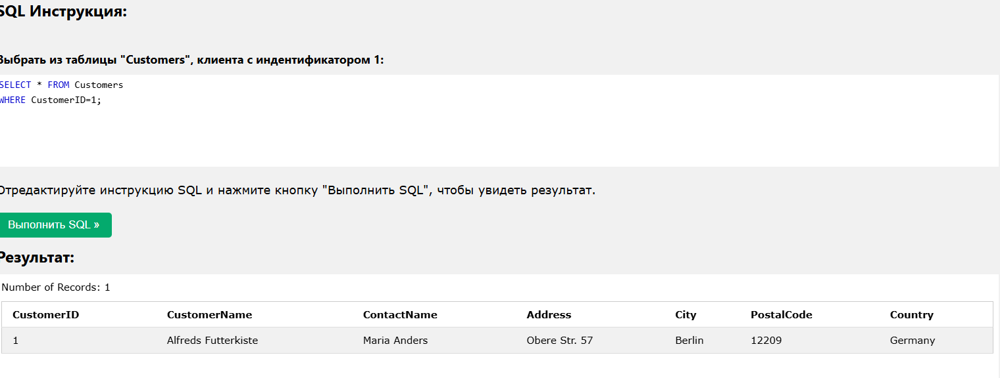 SQL Инструкция:
Выбрать из таблицы "Customers", клиента с индентификатором 1:
SELECT * FROM Customers
WHERE CustomerID=1;
Отредактируйте инструкцию SQL и нажмите кнопку "Выполнить SQL", чтобы увидеть результат.
Выполнить SQL »
Результат:
Number of Records: 1
CustomerID CustomerName ContactName Address City PostalCode Country
1 Alfreds Futterkiste Maria Anders Obere Str. 57 Berlin 12209 Germany